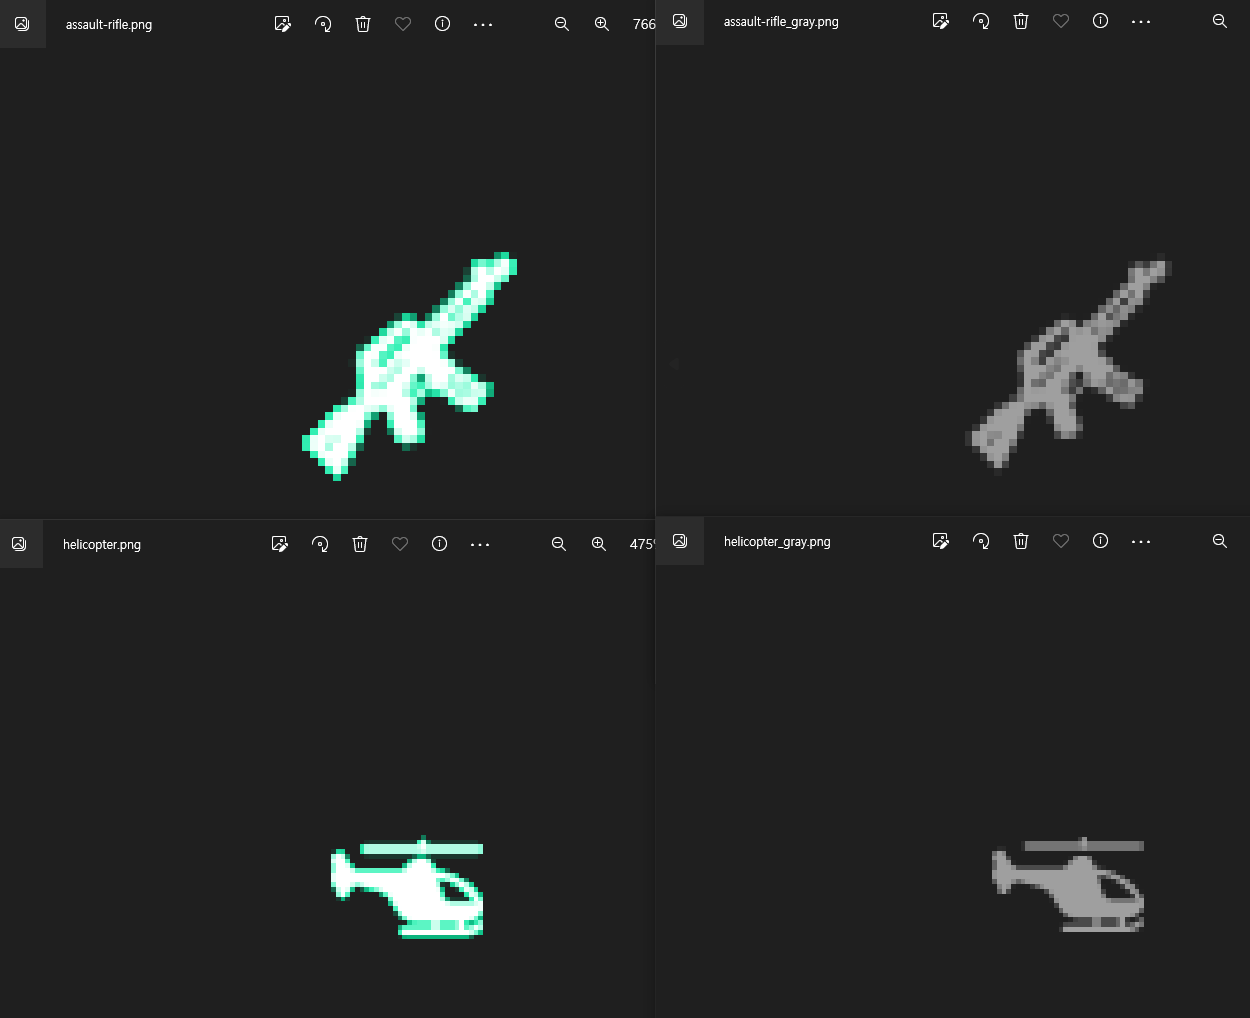 assault-rifle.png
766
assault-rifle_gray.png
helicopter.png
475%
helicopter_gray.png